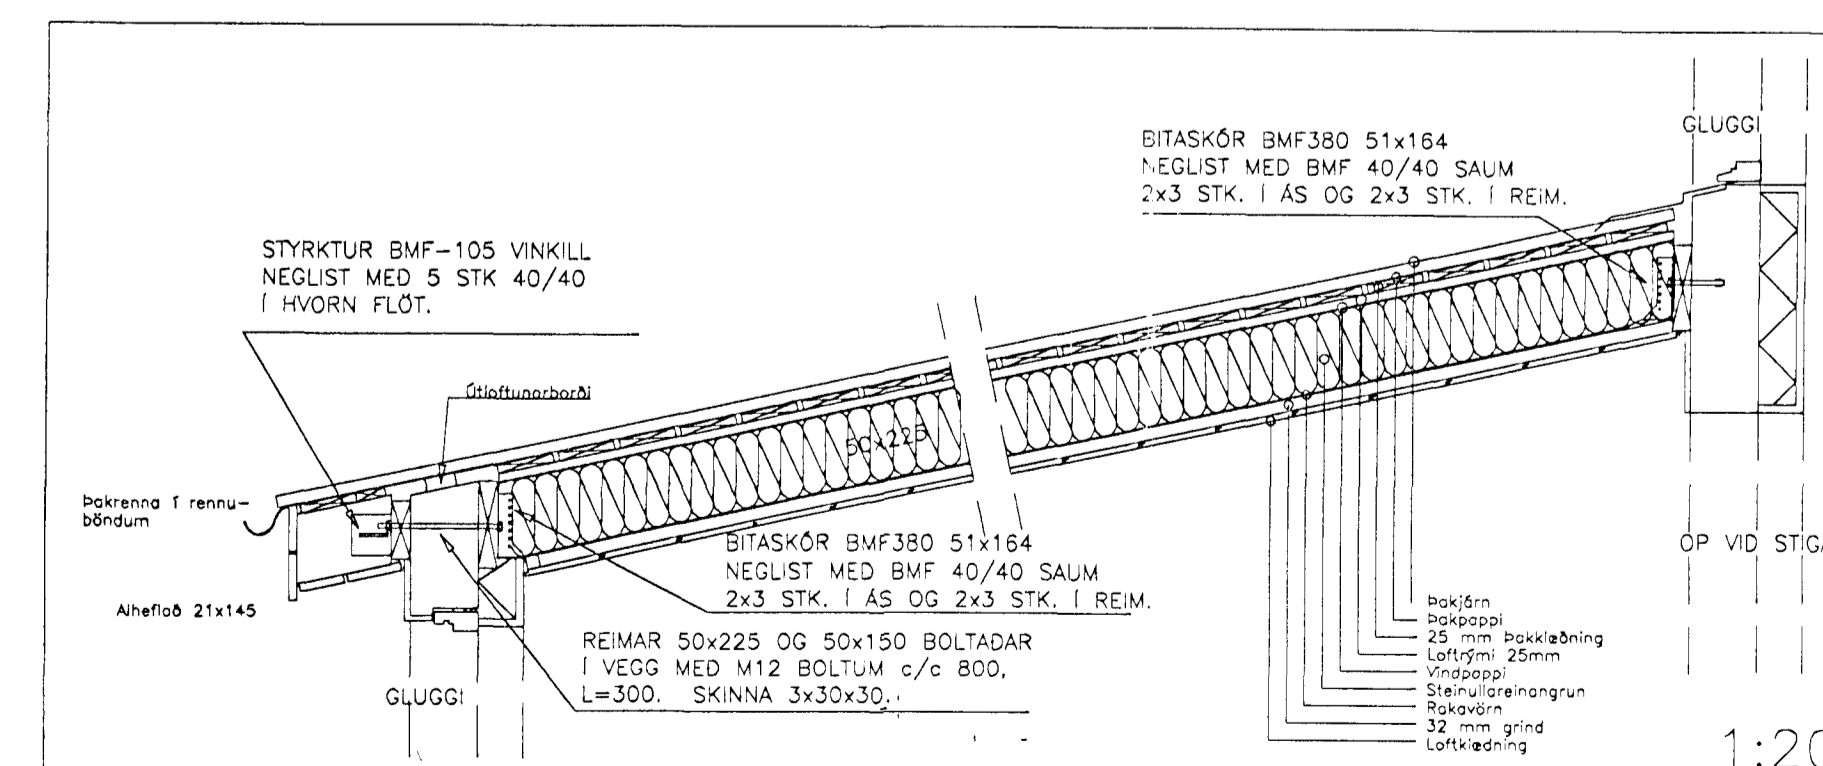 GLUGGI
BITASKÓR BMF380 51x164
NEGLIST MED BMF 40/40 SAUM
2x3 STK. Í ÁS OG 2x3 STK. Í REIM.
STYRKTUR BMF-105 VINKILL
NEGLIST MED 5 STK 40/40
Í HVORN FLÖT.
Útloftunarborði
50x225
Þakrenna í rennu-
böndum
BITASKÓR BMF380 51x164
NEGLIST MED BMF 40/40 SAUM
2x3 STK. Í ÁS OG 2x3 STK. Í REIM.
OP VID STIGA
Alheflað 21x145
REIMAR 50x225 OG 50x150 BOLTADAR
Í VEGG MED M12 BOLTUM c/c 800,
L=300. SKINNA 3x30x30.
GLUGGI
Þakjárn
Þakpappi
25 mm Þakklæðning
Loftrými 25mm
Vindpappi
Steinullareinangrun
Rakavörn
32 mm grind
Loftklædning
1:20